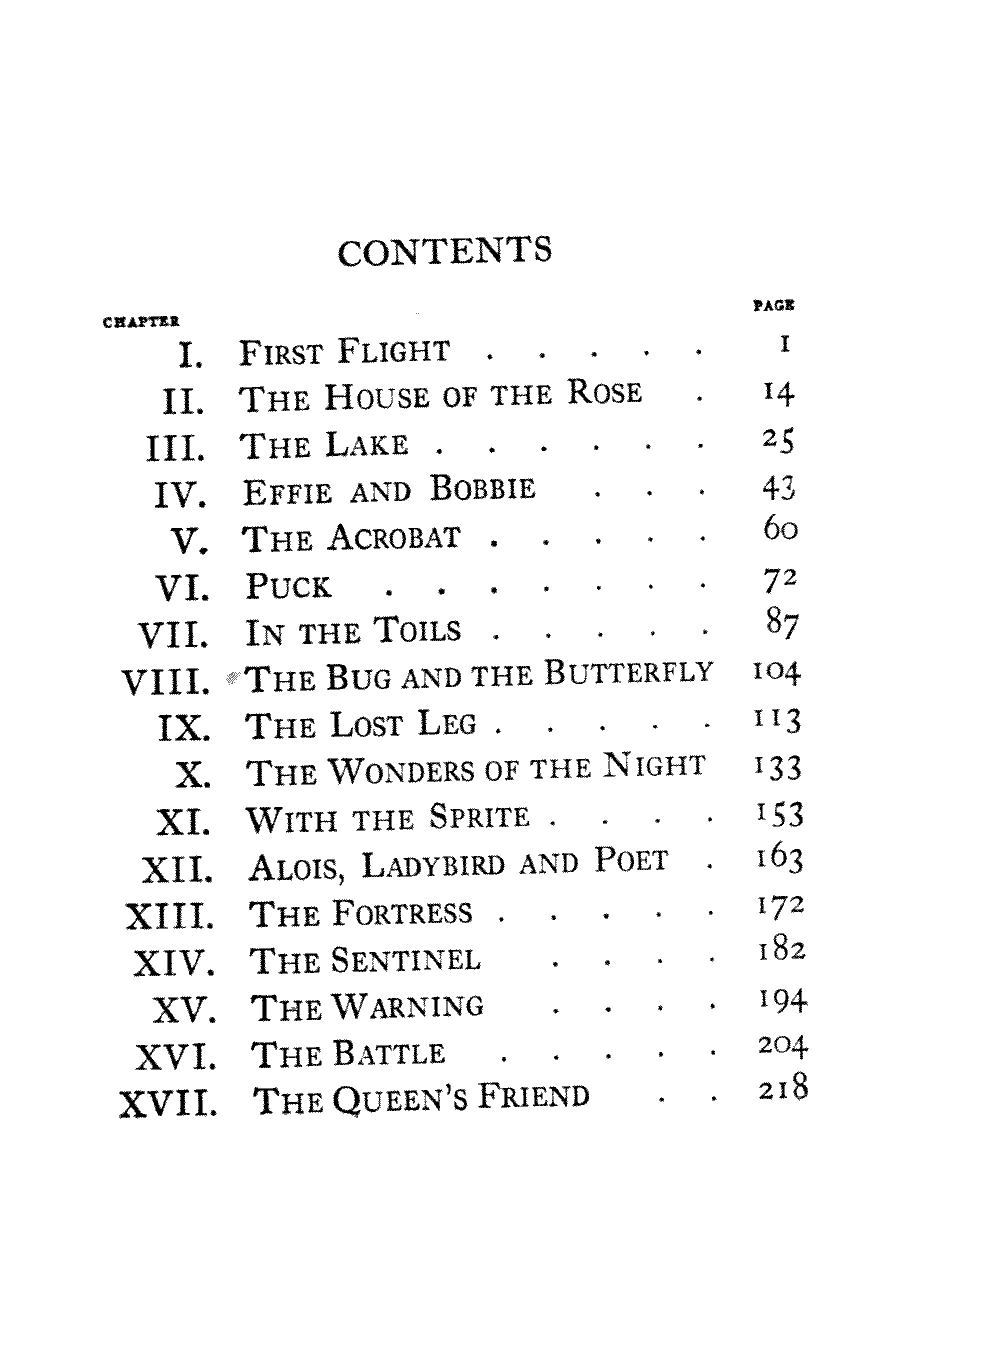 CONTENTS
CHAPTER PAGE
I. First Flight . . . . . 1
II. The House of the Rose . 14
III. The Lake . . . . . . 25
IV. Effie and Bobbie . . . 43
V. The Acrobat . . . . . 60
VI. Puck . . . . . . . 72
VII. In the Toils . . . . . 87
VIII. The Bug and the Butterfly 104
IX. The Lost Leg . . . . . 113
X. The Wonders of the Night 133
XI. With the Sprite . . . . 153
XII. Alois, Ladybird and Poet . 163
XIII. The Fortress . . . . . 172
XIV. The Sentinel . . . . 182
XV. The Warning . . . . 194
XVI. The Battle . . . . . 204
XVII. The Queen's Friend . . 218